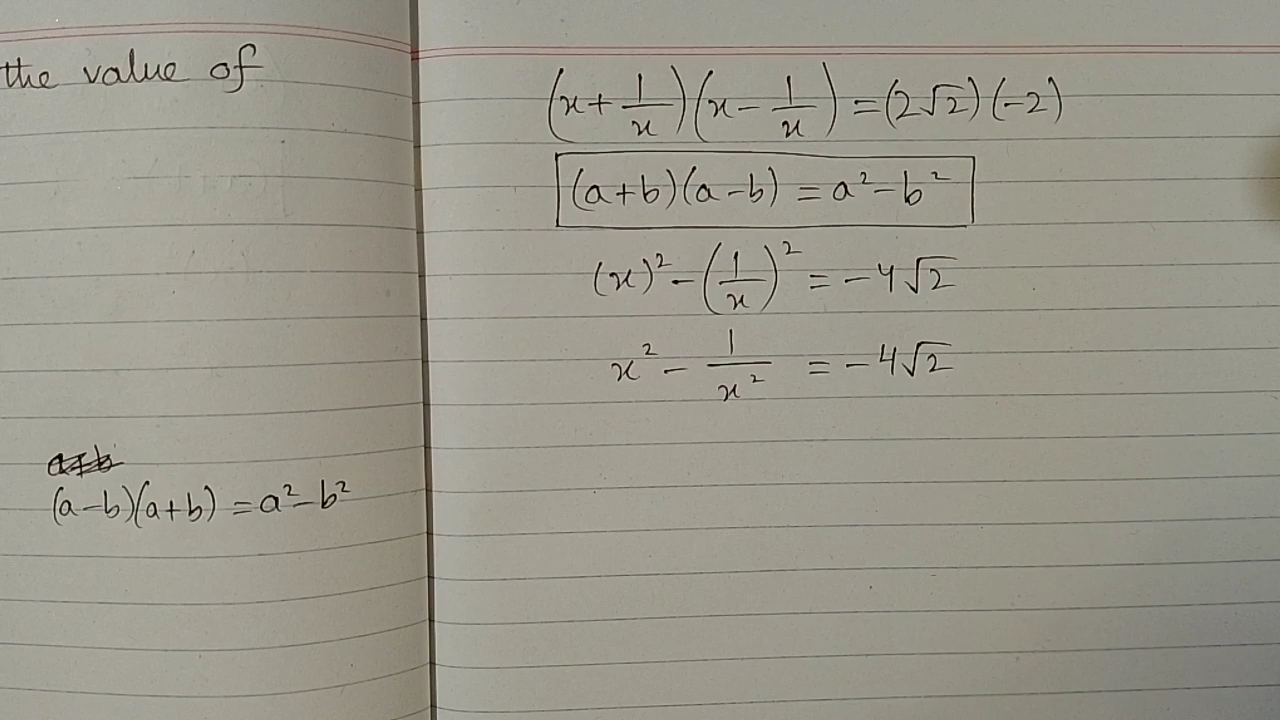 the value of
a+b
(a-b)(a+b) = a²-b²
(x + 1/x)(x - 1/x) = (2√2)(-2)
(a+b)(a-b) = a²-b²
(x)² - (1/x)² = -4√2
x² - 1/x² = -4√2